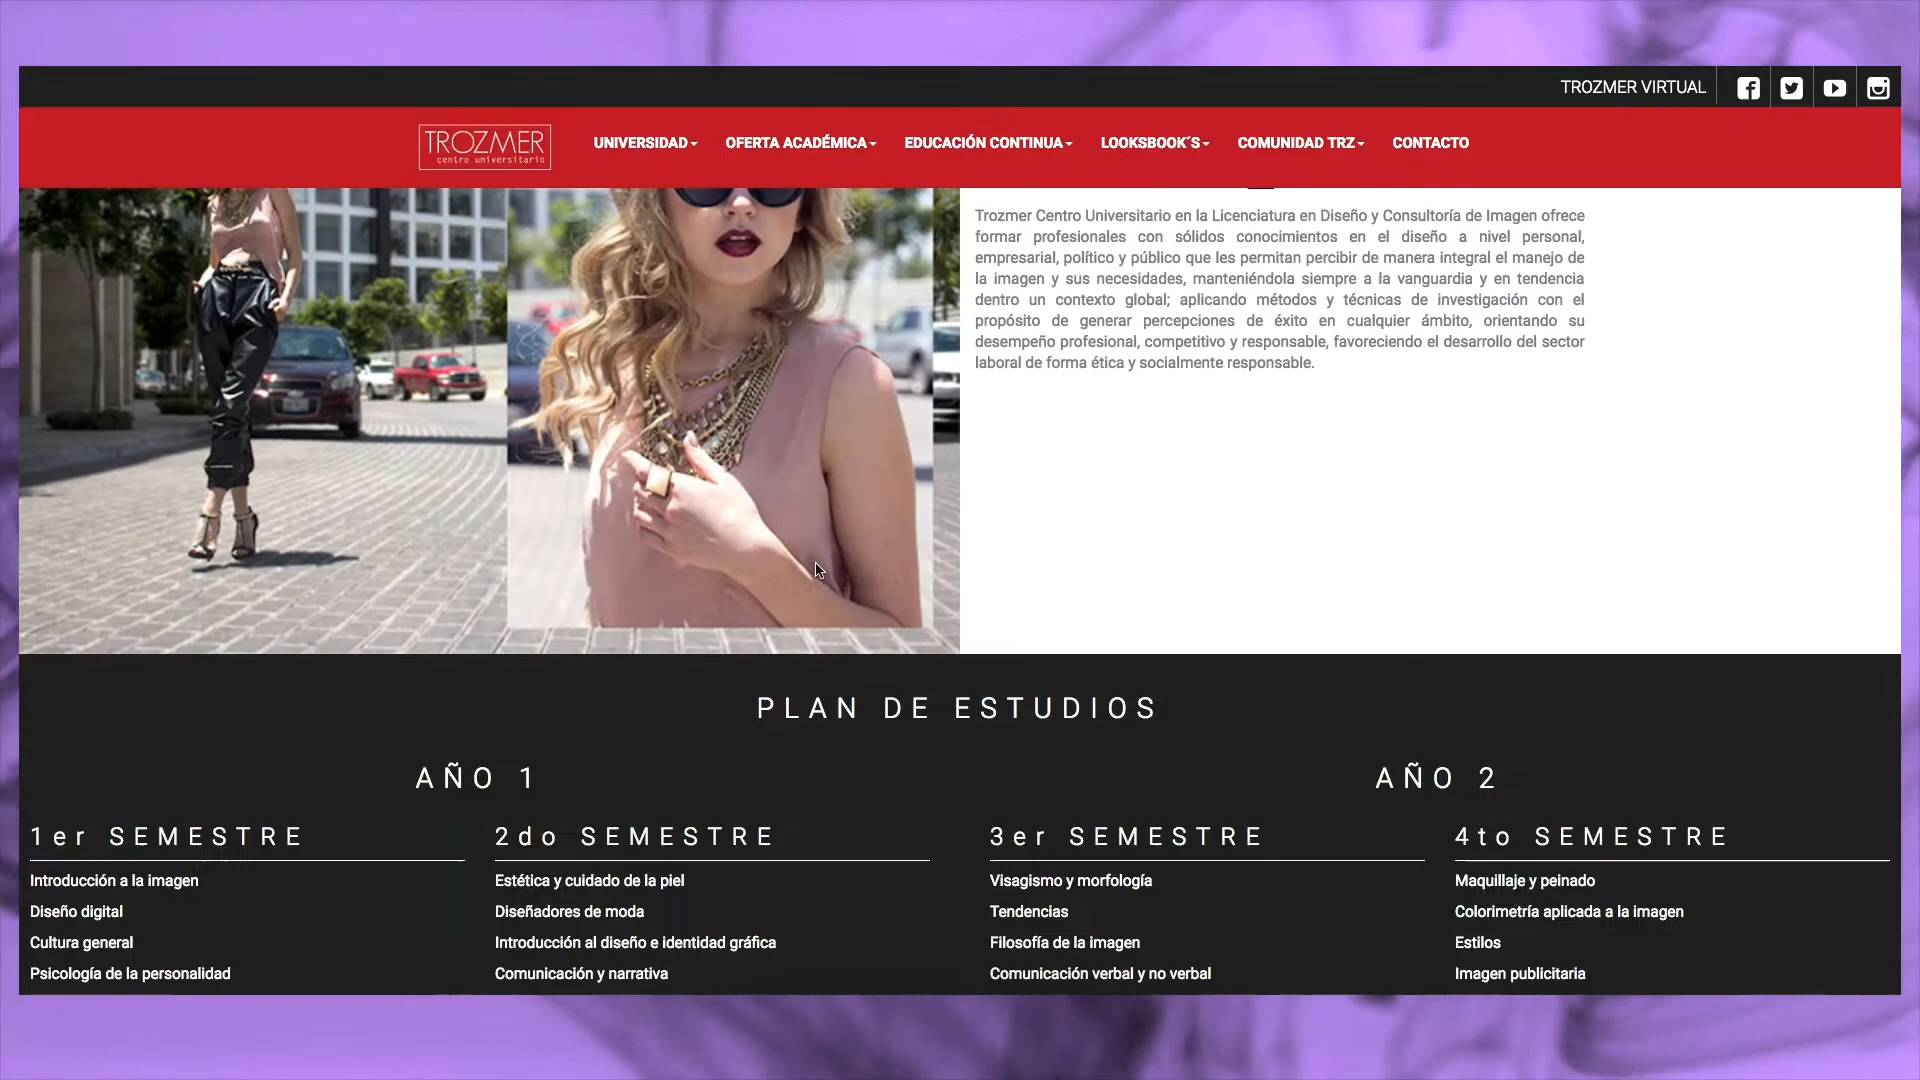 TROZMER VIRTUAL
TROZMER
centro universitario
UNIVERSIDAD
OFERTA ACADÉMICA
EDUCACIÓN CONTINUA
LOOKSBOOK´S
COMUNIDAD TRZ
CONTACTO
Trozmer Centro Universitario en la Licenciatura en Diseño y Consultoría de Imagen ofrece
formar profesionales con sólidos conocimientos en el diseño a nivel personal,
empresarial, político y público que les permitan percibir de manera integral el manejo de
la imagen y sus necesidades, manteniéndola siempre a la vanguardia y en tendencia
dentro un contexto global; aplicando métodos y técnicas de investigación con el
propósito de generar percepciones de éxito en cualquier ámbito, orientando su
desempeño profesional, competitivo y responsable, favoreciendo el desarrollo del sector
laboral de forma ética y socialmente responsable.
PLAN DE ESTUDIOS
AÑO 1
1er SEMESTRE
Introducción a la imagen
Diseño digital
Cultura general
Psicología de la personalidad
2do SEMESTRE
Estética y cuidado de la piel
Diseñadores de moda
Introducción al diseño e identidad gráfica
Comunicación y narrativa
AÑO 2
3er SEMESTRE
Visagismo y morfología
Tendencias
Filosofía de la imagen
Comunicación verbal y no verbal
4to SEMESTRE
Maquillaje y peinado
Colorimetría aplicada a la imagen
Estilos
Imagen publicitaria